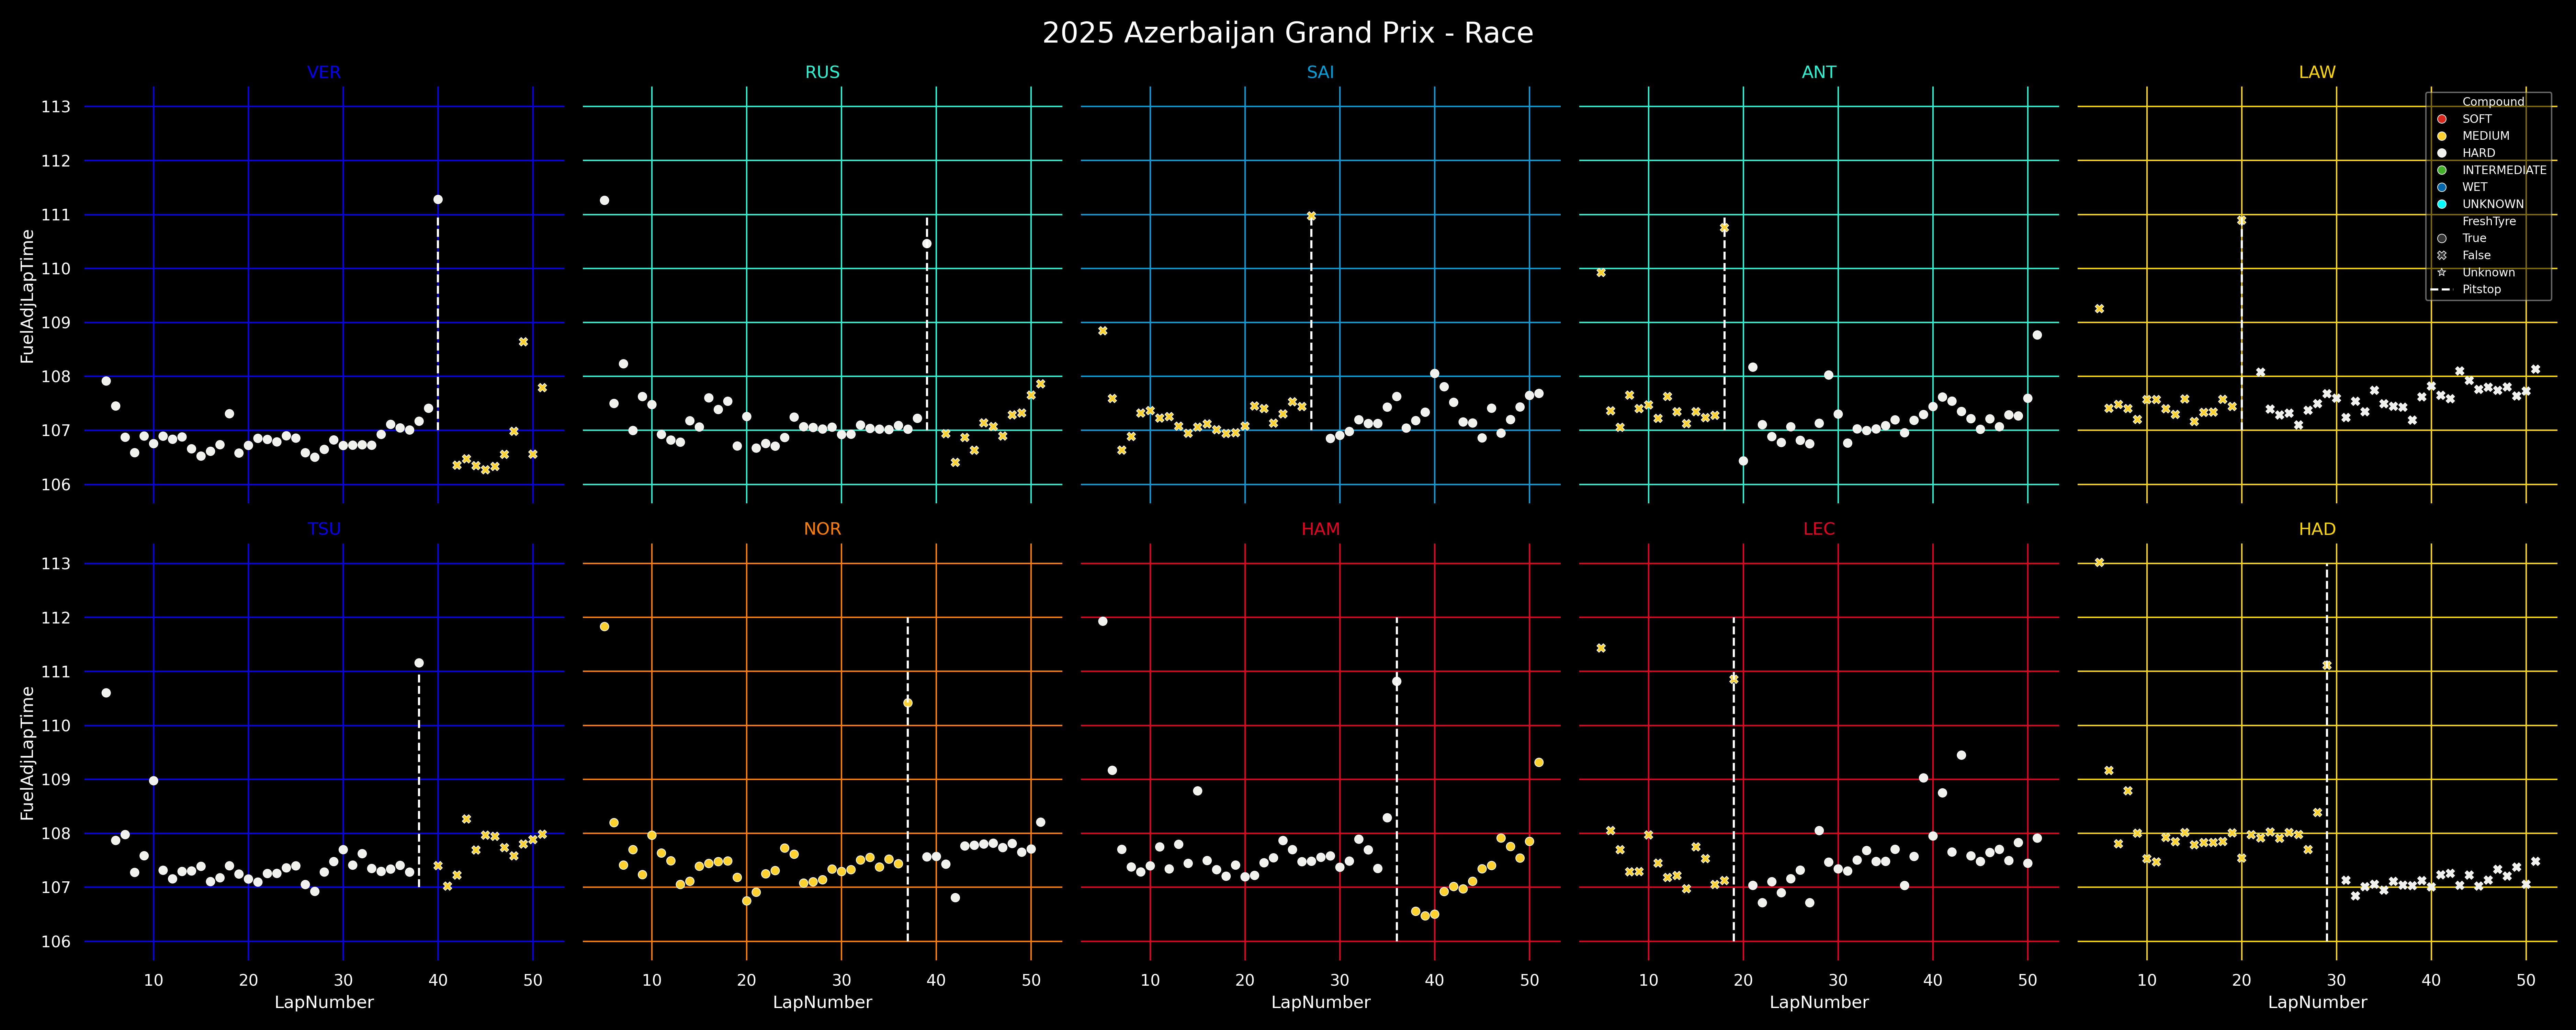 2025 Azerbaijan Grand Prix - Race
VER
RUS
SAI
ANT
LAW
113
112
111
110
109
108
107
106
FuelAdjLapTime
Compound
SOFT
MEDIUM
HARD
INTERMEDIATE
WET
UNKNOWN
FreshTyre
True
False
Unknown
Pitstop
TSU
NOR
HAM
LEC
HAD
113
112
111
110
109
108
107
106
FuelAdjLapTime
10 20 30 40 50
10 20 30 40 50
10 20 30 40 50
10 20 30 40 50
10 20 30 40 50
LapNumber
LapNumber
LapNumber
LapNumber
LapNumber